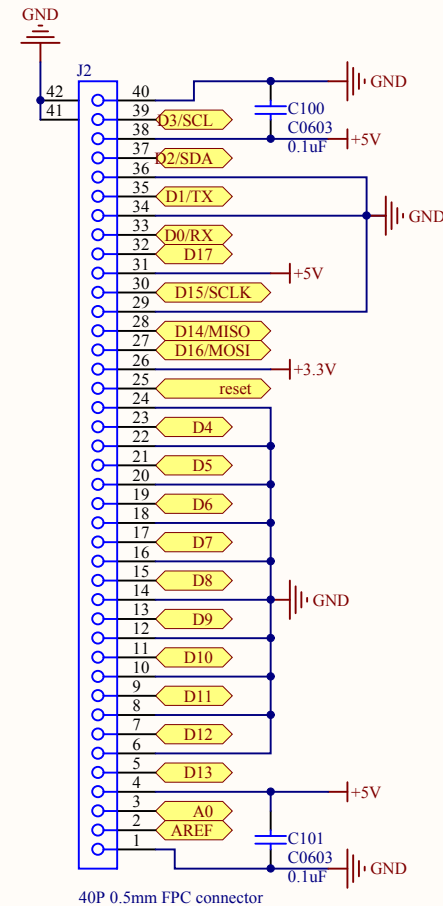 GND
J2
42 40 GND
41 39 D3/SCL C100
38 C0603 +5V
37 D2/SDA 0.1uF
36
35 D1/TX
34 GND
33 D0/RX
32 D17
31 +5V
30 D15/SCLK
29
28 D14/MISO
27 D16/MOSI
26 +3.3V
25 reset
24
23 D4
22
21 D5
20
19 D6
18
17 D7
16
15 D8
14 GND
13 D9
12
11 D10
10
9 D11
8
7 D12
6
5 D13
4 +5V
3 A0
2 AREF C101
1 C0603 GND
0.1uF
40P 0.5mm FPC connector